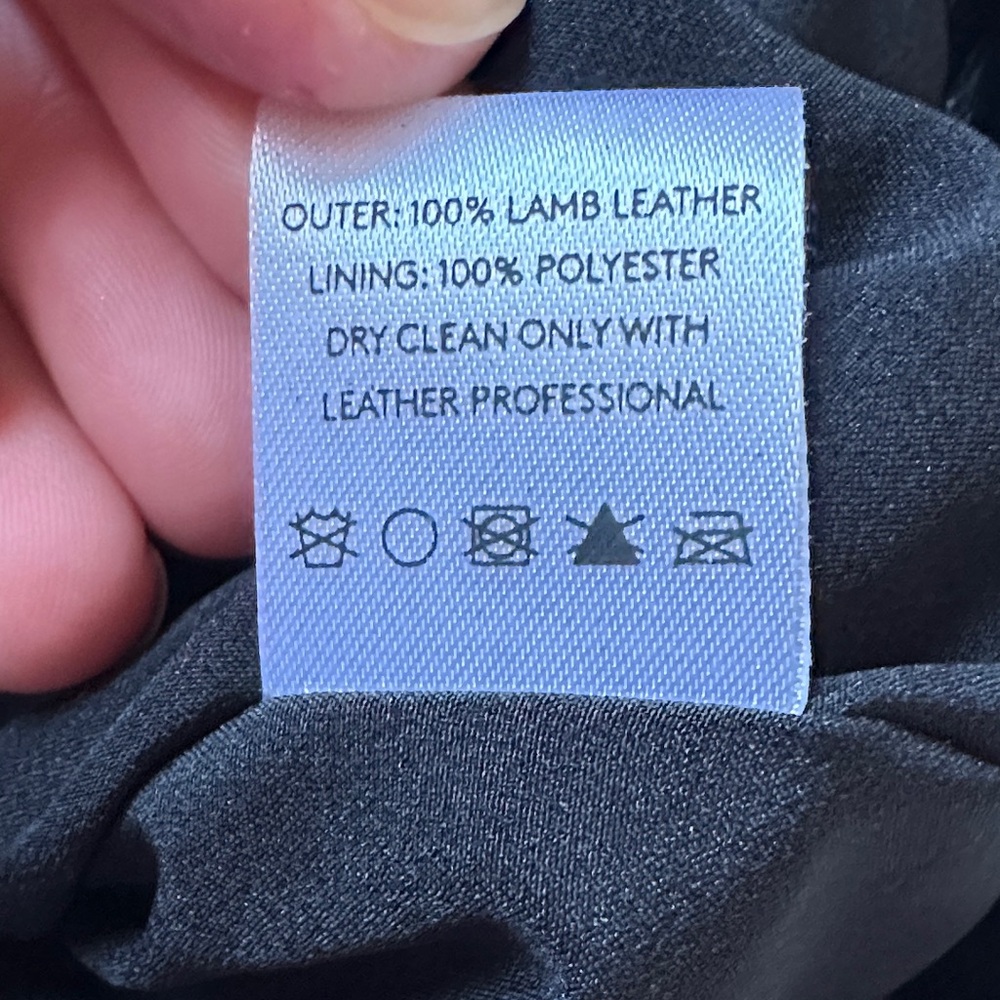 OUTER: 100% LAMB LEATHER
LINING: 100% POLYESTER
DRY CLEAN ONLY WITH
LEATHER PROFESSIONAL